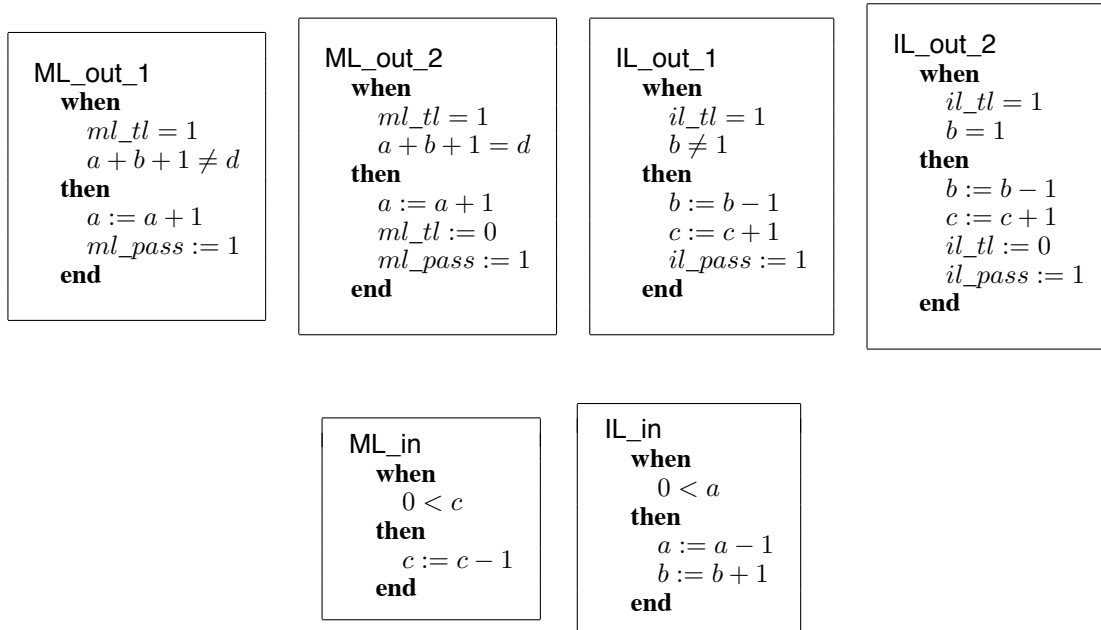 ML_out_1
when
ml_tl = 1
a + b + 1 ≠ d
then
a := a + 1
ml_pass := 1
end
ML_out_2
when
ml_tl = 1
a + b + 1 = d
then
a := a + 1
ml_tl := 0
ml_pass := 1
end
IL_out_1
when
il_tl = 1
b ≠ 1
then
b := b − 1
c := c + 1
il_pass := 1
end
IL_out_2
when
il_tl = 1
b = 1
then
b := b − 1
c := c + 1
il_tl := 0
il_pass := 1
end
ML_in
when
0 < c
then
c := c − 1
end
IL_in
when
0 < a
then
a := a − 1
b := b + 1
end